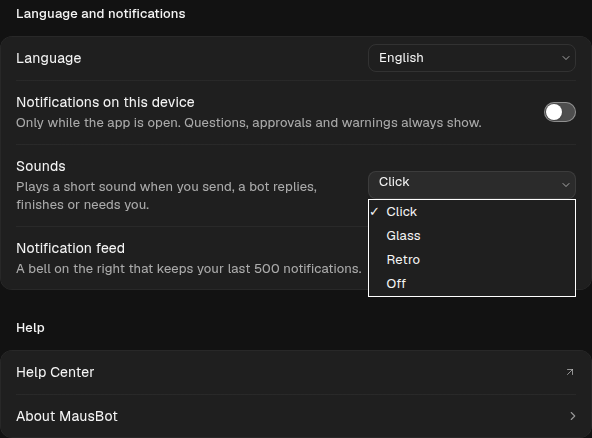 Language and notifications
Language
English
Notifications on this device
Only while the app is open. Questions, approvals and warnings always show.
Sounds
Plays a short sound when you send, a bot replies,
finishes or needs you.
Click
✓ Click
Glass
Retro
Off
Notification feed
A bell on the right that keeps your last 500 notifications.
Help
Help Center
About MausBot